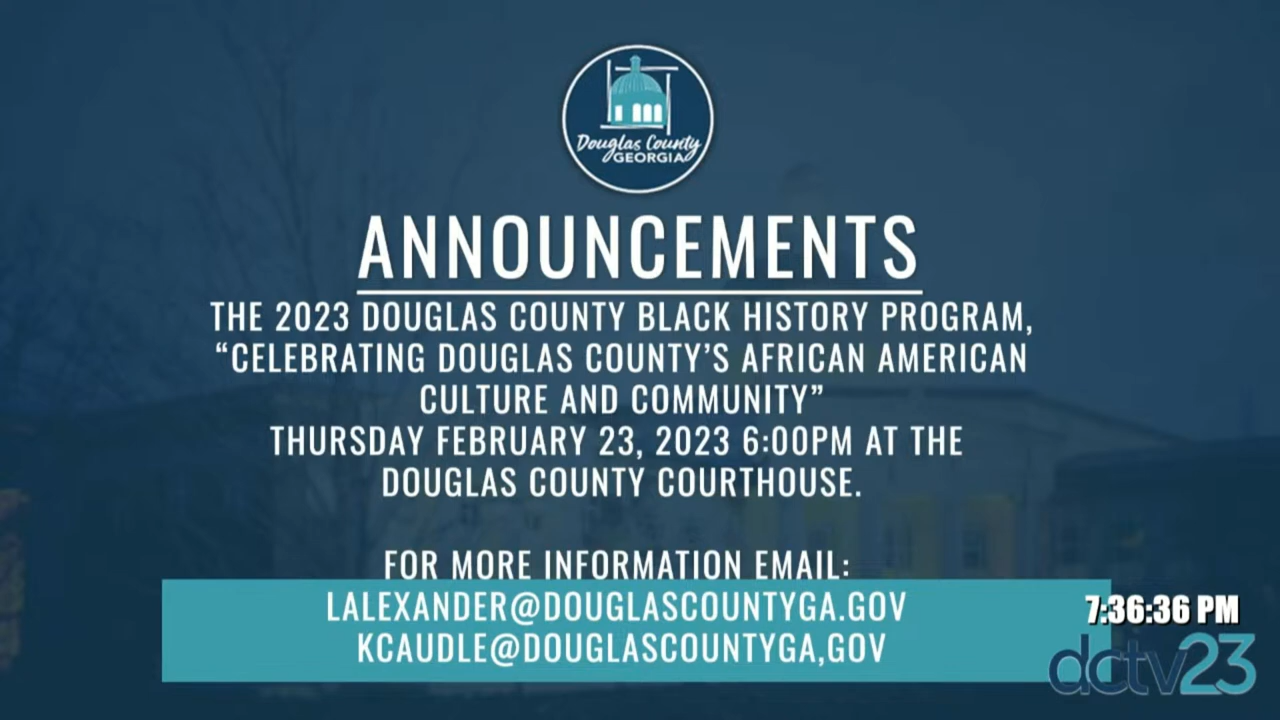 Douglas County
GEORGIA
ANNOUNCEMENTS
THE 2023 DOUGLAS COUNTY BLACK HISTORY PROGRAM,
“CELEBRATING DOUGLAS COUNTY’S AFRICAN AMERICAN
CULTURE AND COMMUNITY”
THURSDAY FEBRUARY 23, 2023 6:00PM AT THE
DOUGLAS COUNTY COURTHOUSE.
FOR MORE INFORMATION EMAIL:
LALEXANDER@DOUGLASCOUNTYGA.GOV
KCAUDLE@DOUGLASCOUNTYGA,GOV
7:36:36 PM
dctv23